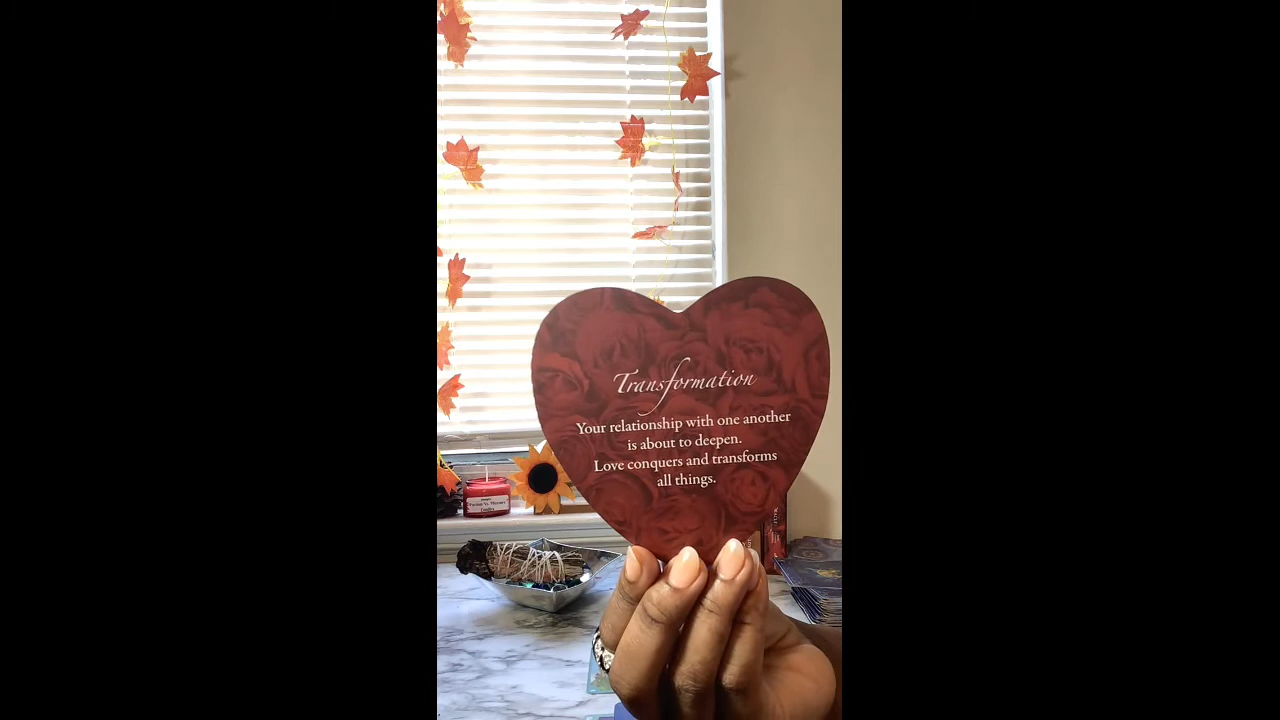 Transformation
Your relationship with one another
is about to deepen.
Love conquers and transforms
all things.